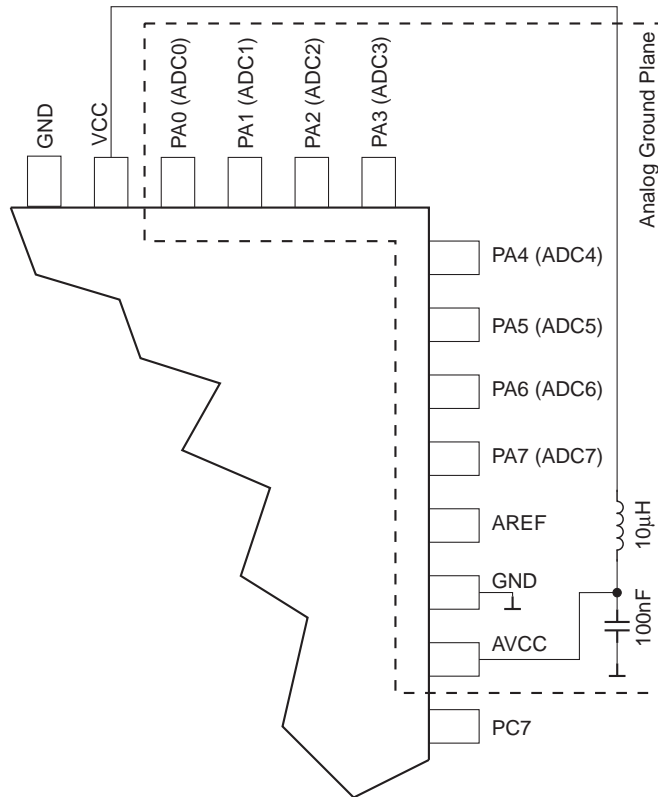 GND
VCC
PA0 (ADC0)
PA1 (ADC1)
PA2 (ADC2)
PA3 (ADC3)
Analog Ground Plane
PA4 (ADC4)
PA5 (ADC5)
PA6 (ADC6)
PA7 (ADC7)
AREF
10μH
GND
AVCC
100nF
PC7